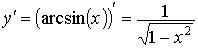 y' = (arcsin(x))' = 1/√(1 − x²)